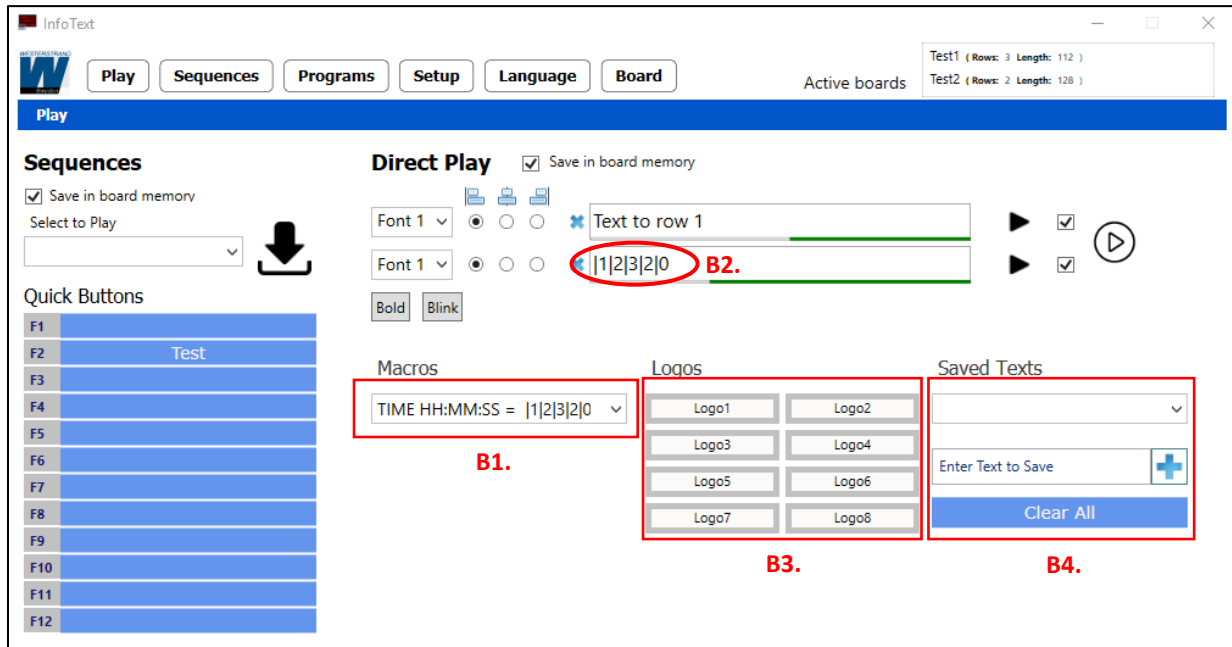 InfoText
WESTERSTRAND
Play Sequences Programs Setup Language Board
Active boards
Test1 ( Rows: 3 Length: 112 )
Test2 ( Rows: 2 Length: 128 )
Play
Sequences
Save in board memory
Select to Play
Quick Buttons
F1
F2 Test
F3
F4
F5
F6
F7
F8
F9
F10
F11
F12
Direct Play Save in board memory
Font 1 Text to row 1
Font 1 |1|2|3|2|0 B2.
Bold Blink
Macros
TIME HH:MM:SS = |1|2|3|2|0
B1.
Logos
Logo1 Logo2
Logo3 Logo4
Logo5 Logo6
Logo7 Logo8
B3.
Saved Texts
Enter Text to Save
Clear All
B4.